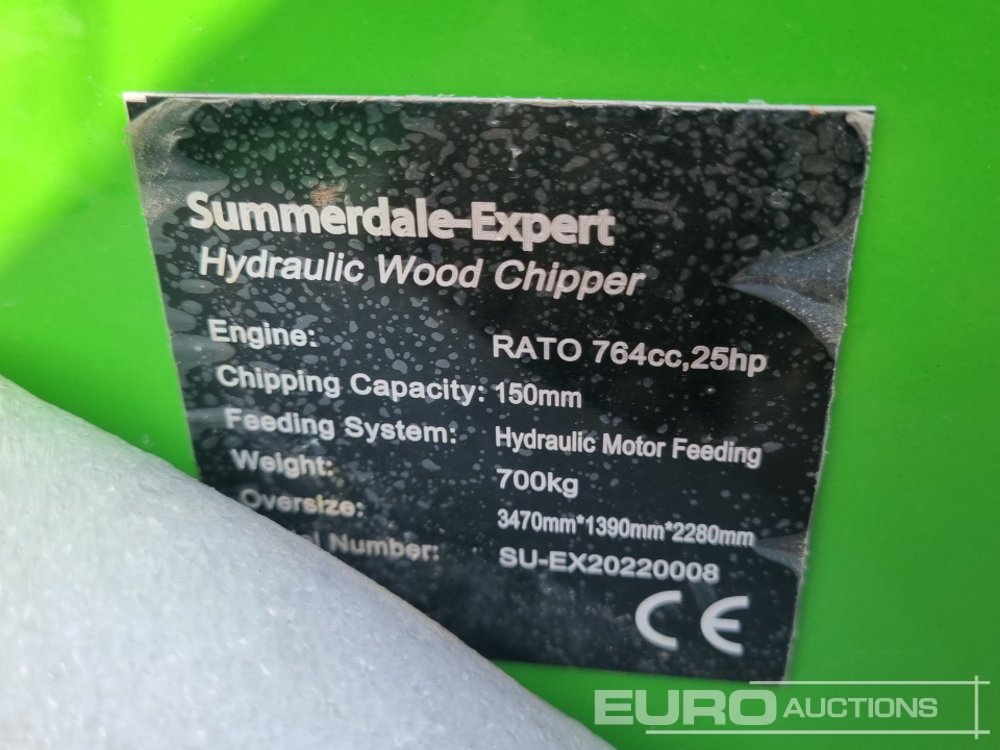 Summerdale-Expert
Hydraulic Wood Chipper
Engine: RATO 764cc,25hp
Chipping Capacity: 150mm
Feeding System: Hydraulic Motor Feeding
Weight: 700kg
Oversize: 3470mm*1390mm*2280mm
Number: SU-EX20220008
CE
EURO AUCTIONS